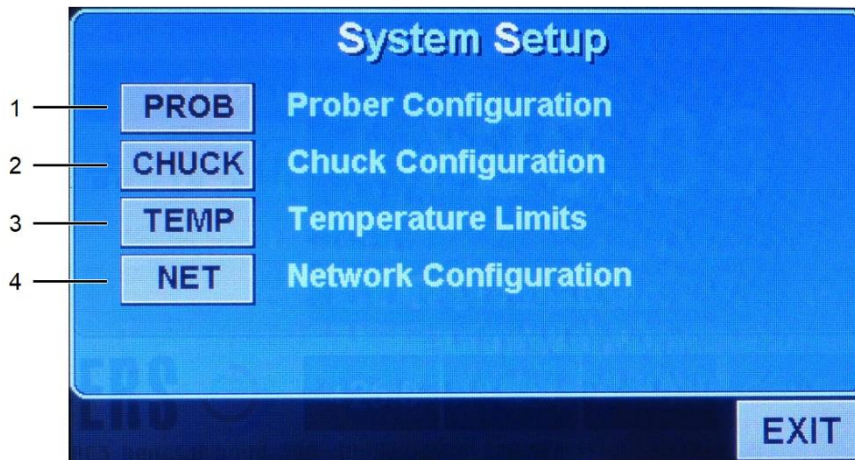 System Setup
1 PROB Prober Configuration
2 CHUCK Chuck Configuration
3 TEMP Temperature Limits
4 NET Network Configuration
ERS
EXIT